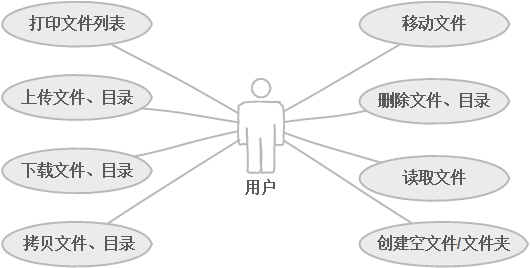 打印文件列表
移动文件
上传文件、目录
删除文件、目录
下载文件、目录
读取文件
用户
拷贝文件、目录
创建空文件/文件夹